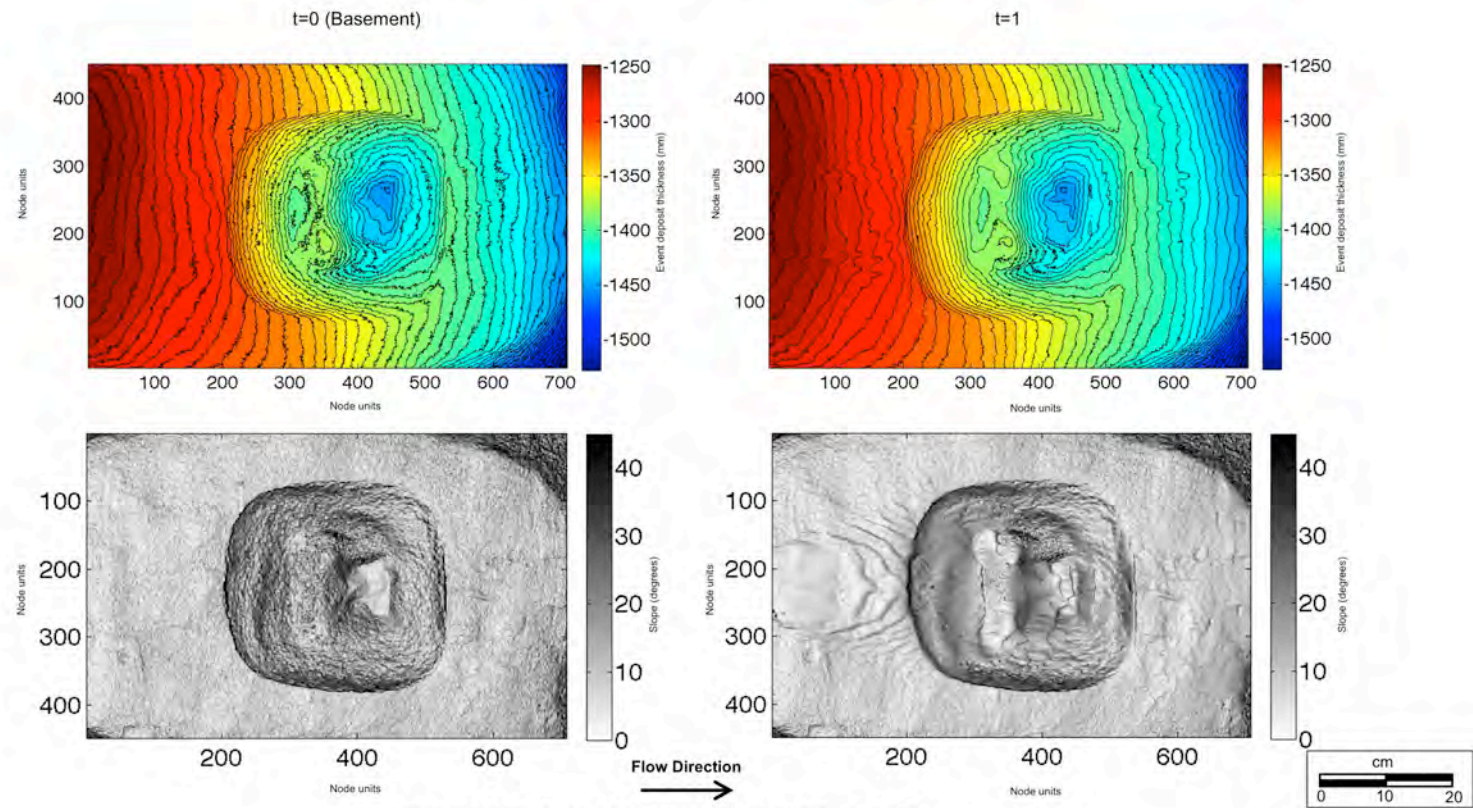 t=0 (Basement)
t=1
400
300
200
100
Node units
100 200 300 400 500 600 700
Node units
-1250
-1300
-1350
-1400
-1450
-1500
Event deposit thickness (mm)
400
300
200
100
Node units
100 200 300 400 500 600 700
Node units
-1250
-1300
-1350
-1400
-1450
-1500
Event deposit thickness (mm)
100
200
300
400
Node units
200 400 600
Node units
40
30
20
10
0
Slope (degrees)
Flow Direction
100
200
300
400
Node units
200 400 600
Node units
40
30
20
10
0
Slope (degrees)
cm
0 10 20